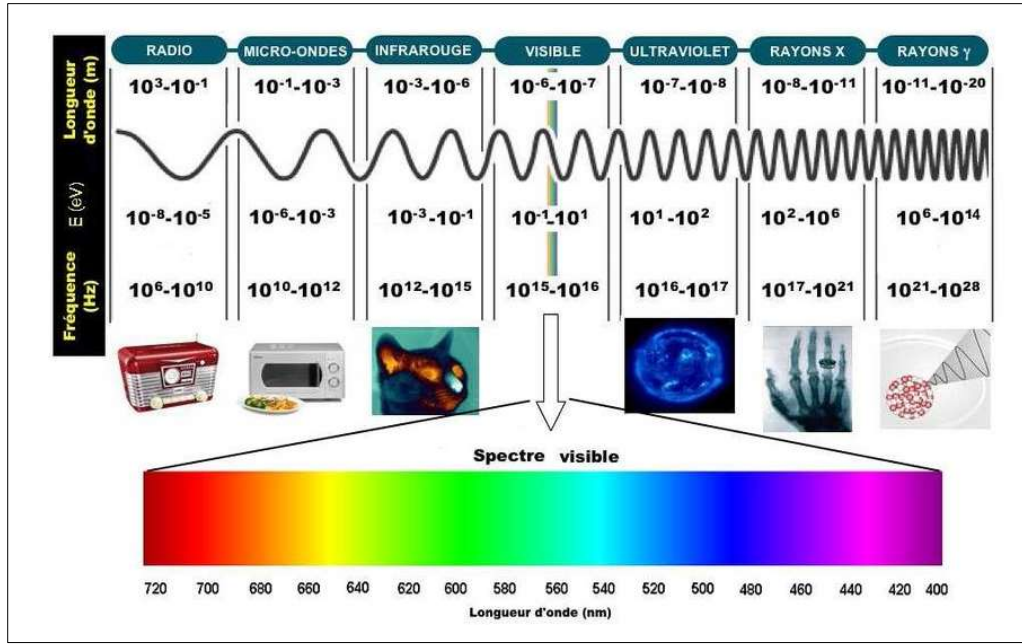 RADIO MICRO-ONDES INFRAROUGE VISIBLE ULTRAVIOLET RAYONS X RAYONS γ
Longueur d'onde (m)
10³-10⁻¹ 10⁻¹-10⁻³ 10⁻³-10⁻⁶ 10⁻⁶-10⁻⁷ 10⁻⁷-10⁻⁸ 10⁻⁸-10⁻¹¹ 10⁻¹¹-10⁻²⁰
E (eV)
10⁻⁸-10⁻⁵ 10⁻⁶-10⁻³ 10⁻³-10⁻¹ 10⁻¹-10¹ 10¹-10² 10²-10⁶ 10⁶-10¹⁴
Fréquence (Hz)
10⁶-10¹⁰ 10¹⁰-10¹² 10¹²-10¹⁵ 10¹⁵-10¹⁶ 10¹⁶-10¹⁷ 10¹⁷-10²¹ 10²¹-10²⁸
Spectre visible
720 700 680 660 640 620 600 580 560 540 520 500 480 460 440 420 400
Longueur d'onde (nm)